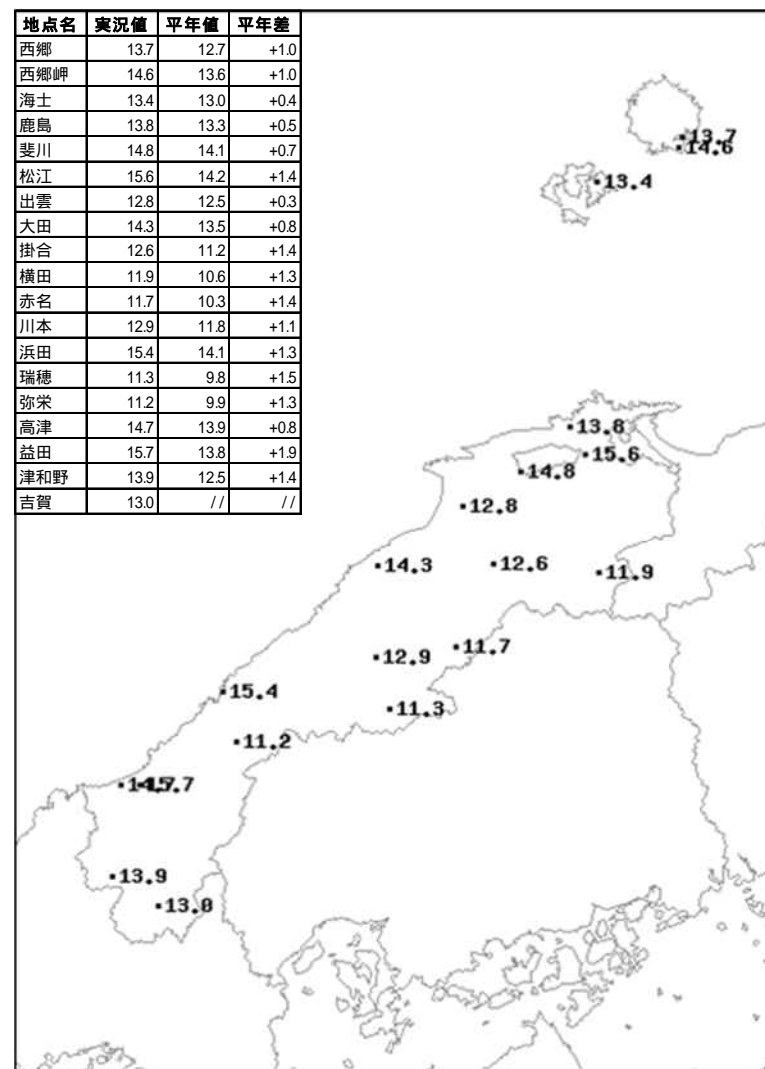 地点名 実況値 平年値 平年差
西郷 13.7 12.7 +1.0
西郷岬 14.6 13.6 +1.0
海士 13.4 13.0 +0.4
鹿島 13.8 13.3 +0.5
斐川 14.8 14.1 +0.7
松江 15.6 14.2 +1.4
出雲 12.8 12.5 +0.3
大田 14.3 13.5 +0.8
掛合 12.6 11.2 +1.4
横田 11.9 10.6 +1.3
赤名 11.7 10.3 +1.4
川本 12.9 11.8 +1.1
浜田 15.4 14.1 +1.3
瑞穂 11.3 9.8 +1.5
弥栄 11.2 9.9 +1.3
高津 14.7 13.9 +0.8
益田 15.7 13.8 +1.9
津和野 13.9 12.5 +1.4
吉賀 13.0 // //
13.7
14.6
13.4
13.8
15.6
14.8
12.8
14.3
12.6
11.9
11.7
12.9
15.4
11.3
11.2
14.7
15.7
13.9
13.0